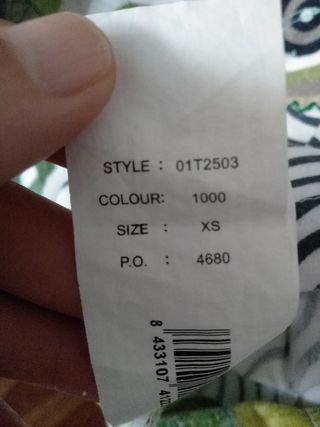 STYLE : 01T2503
COLOUR: 1000
SIZE : XS
P.O. : 4680
8 433107